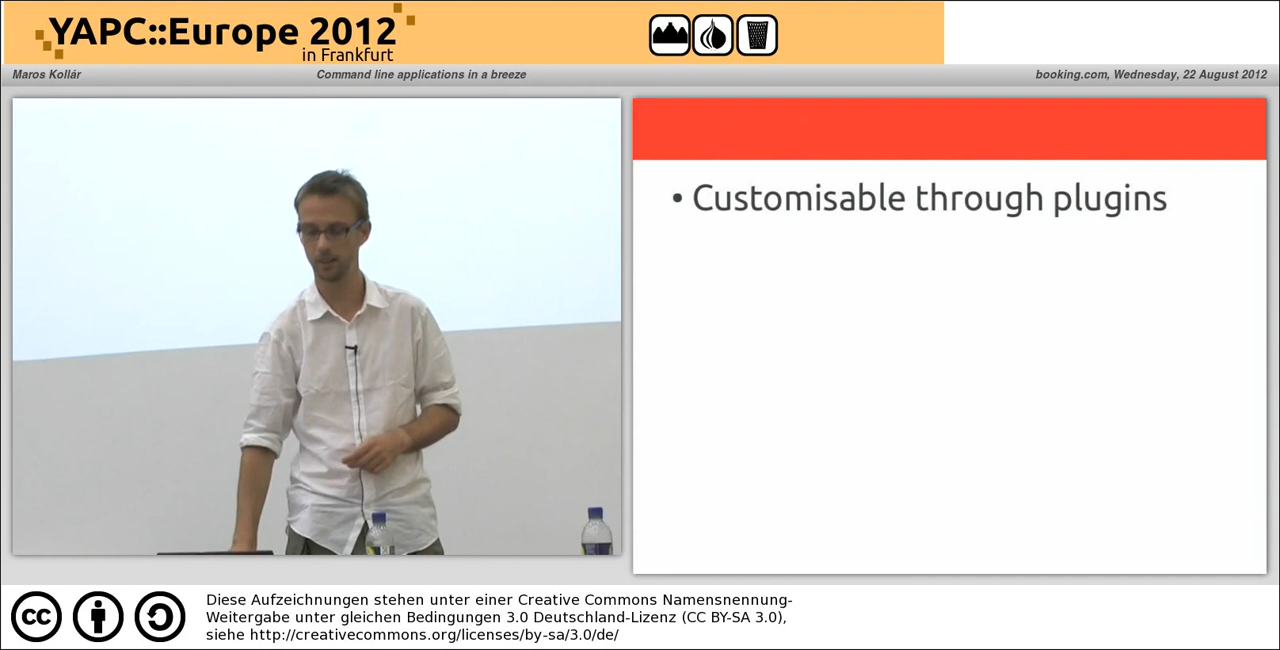 YAPC::Europe 2012
in Frankfurt
Maros Kollár
Command line applications in a breeze
booking.com, Wednesday, 22 August 2012
• Customisable through plugins
cc
Diese Aufzeichnungen stehen unter einer Creative Commons Namensnennung-
Weitergabe unter gleichen Bedingungen 3.0 Deutschland-Lizenz (CC BY-SA 3.0),
siehe http://creativecommons.org/licenses/by-sa/3.0/de/